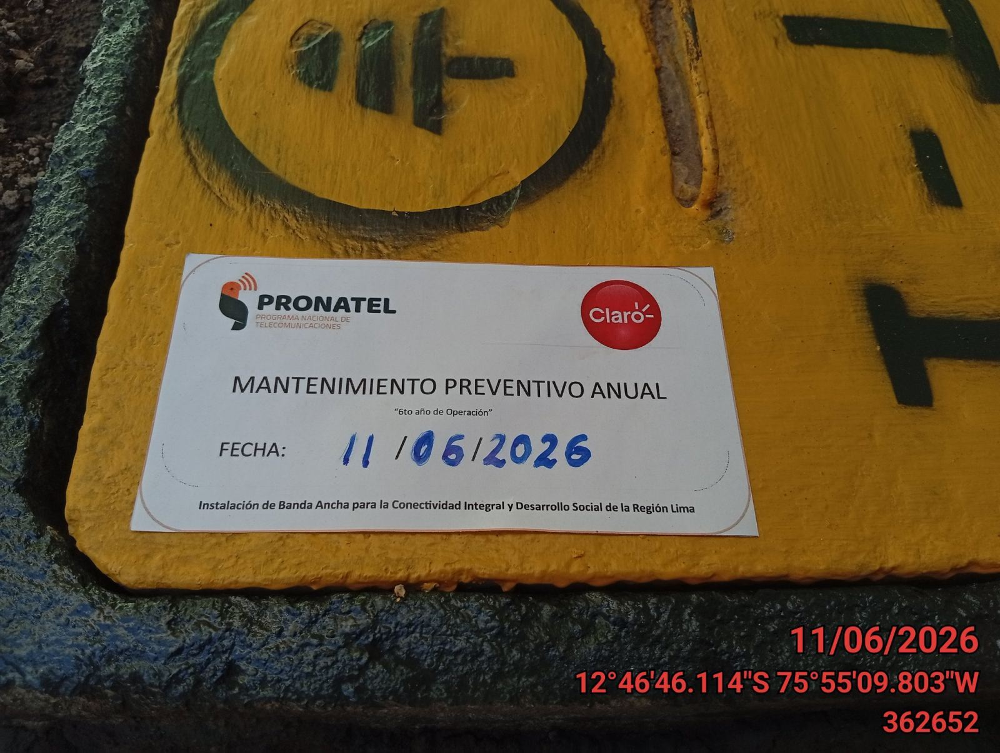 PRONATEL
PROGRAMA NACIONAL DE
TELECOMUNICACIONES
Claro-
MANTENIMIENTO PREVENTIVO ANUAL
“6to año de Operación”
FECHA: 11/06/2026
Instalación de Banda Ancha para la Conectividad Integral y Desarrollo Social de la Región Lima
11/06/2026
12°46'46.114"S 75°55'09.803"W
362652